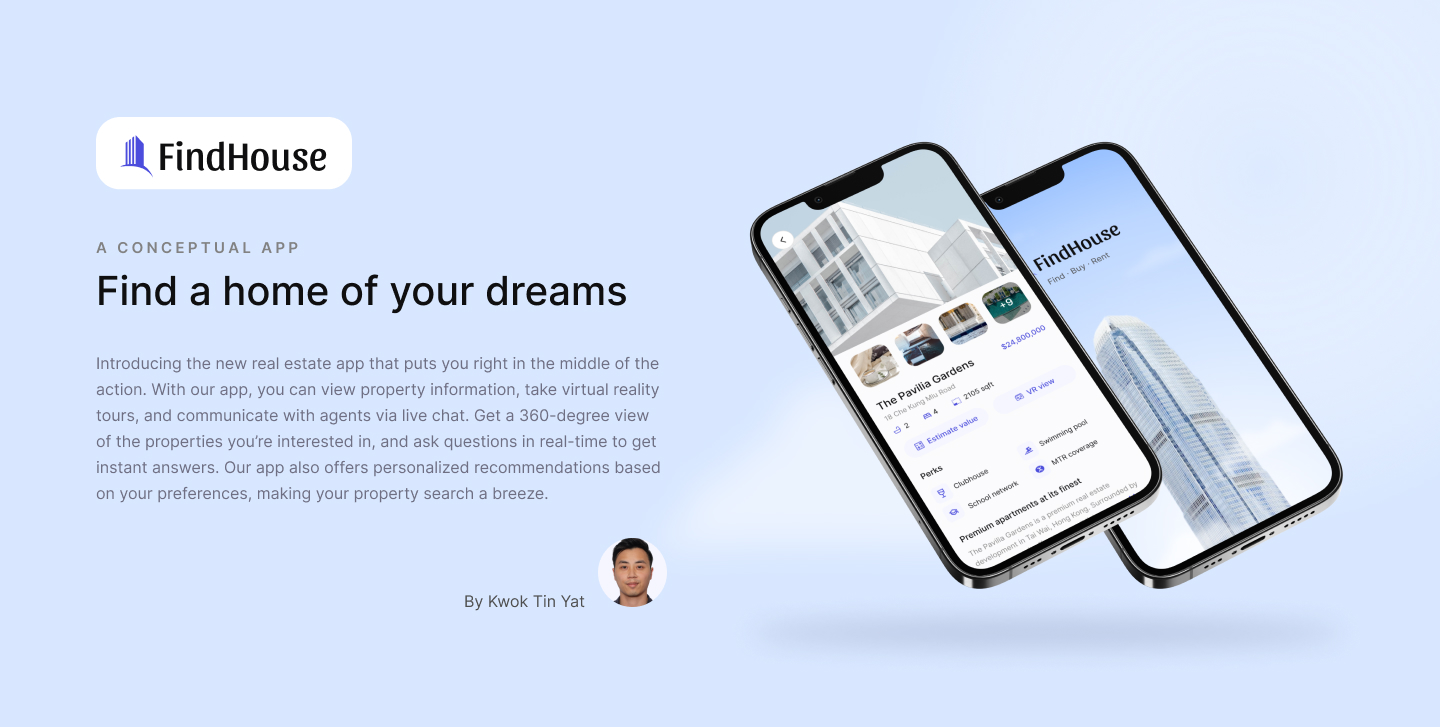 FindHouse
A CONCEPTUAL APP
Find a home of your dreams
Introducing the new real estate app that puts you right in the middle of the
action. With our app, you can view property information, take virtual reality
tours, and communicate with agents via live chat. Get a 360-degree view
of the properties you’re interested in, and ask questions in real-time to get
instant answers. Our app also offers personalized recommendations based
on your preferences, making your property search a breeze.
By Kwok Tin Yat
+9
The Pavilia Gardens
$24,800,000
18 Che Kung Miu Road
2
4
2105 sqft
Estimate value
VR view
Perks
Clubhouse
Swimming pool
School network
MTR coverage
Premium apartments at its finest
The Pavilia Gardens is a premium real estate
development in Tai Wai, Hong Kong. Surrounded by
FindHouse
Find · Buy · Rent